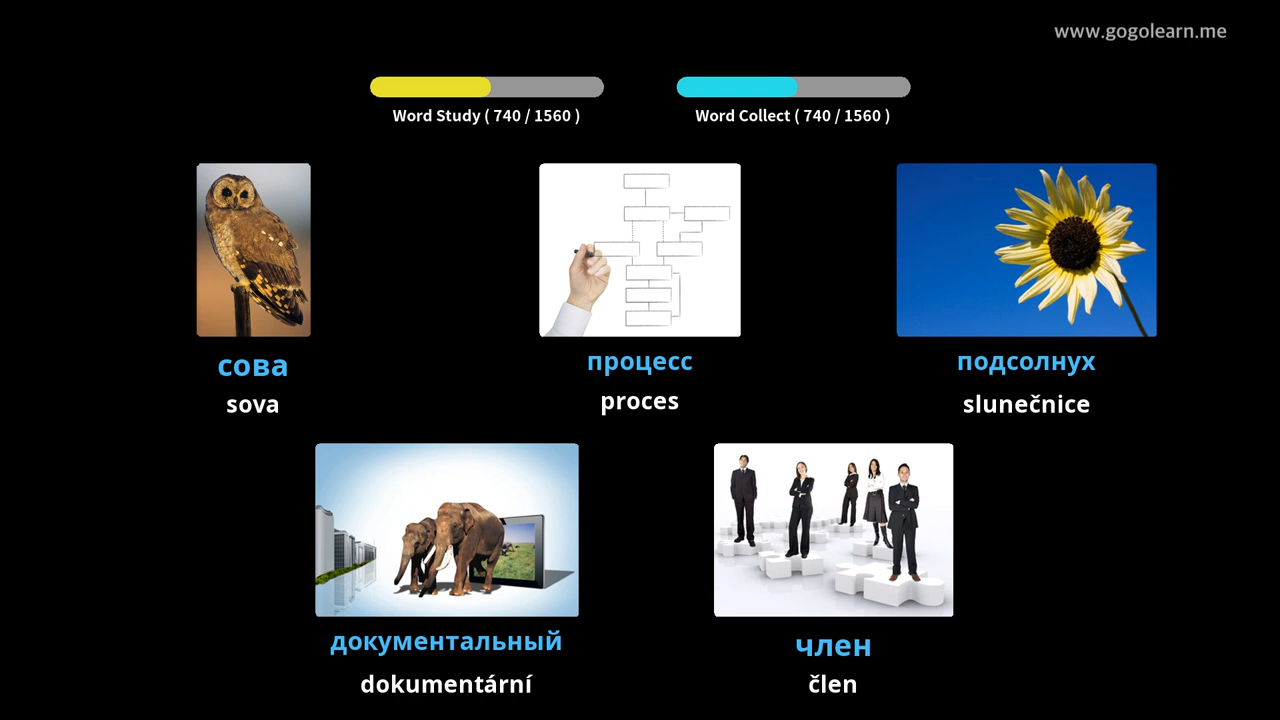 www.gogolearn.me
Word Study ( 740 / 1560 )
Word Collect ( 740 / 1560 )
сова
sova
процесс
proces
подсолнух
slunečnice
документальный
dokumentární
член
člen